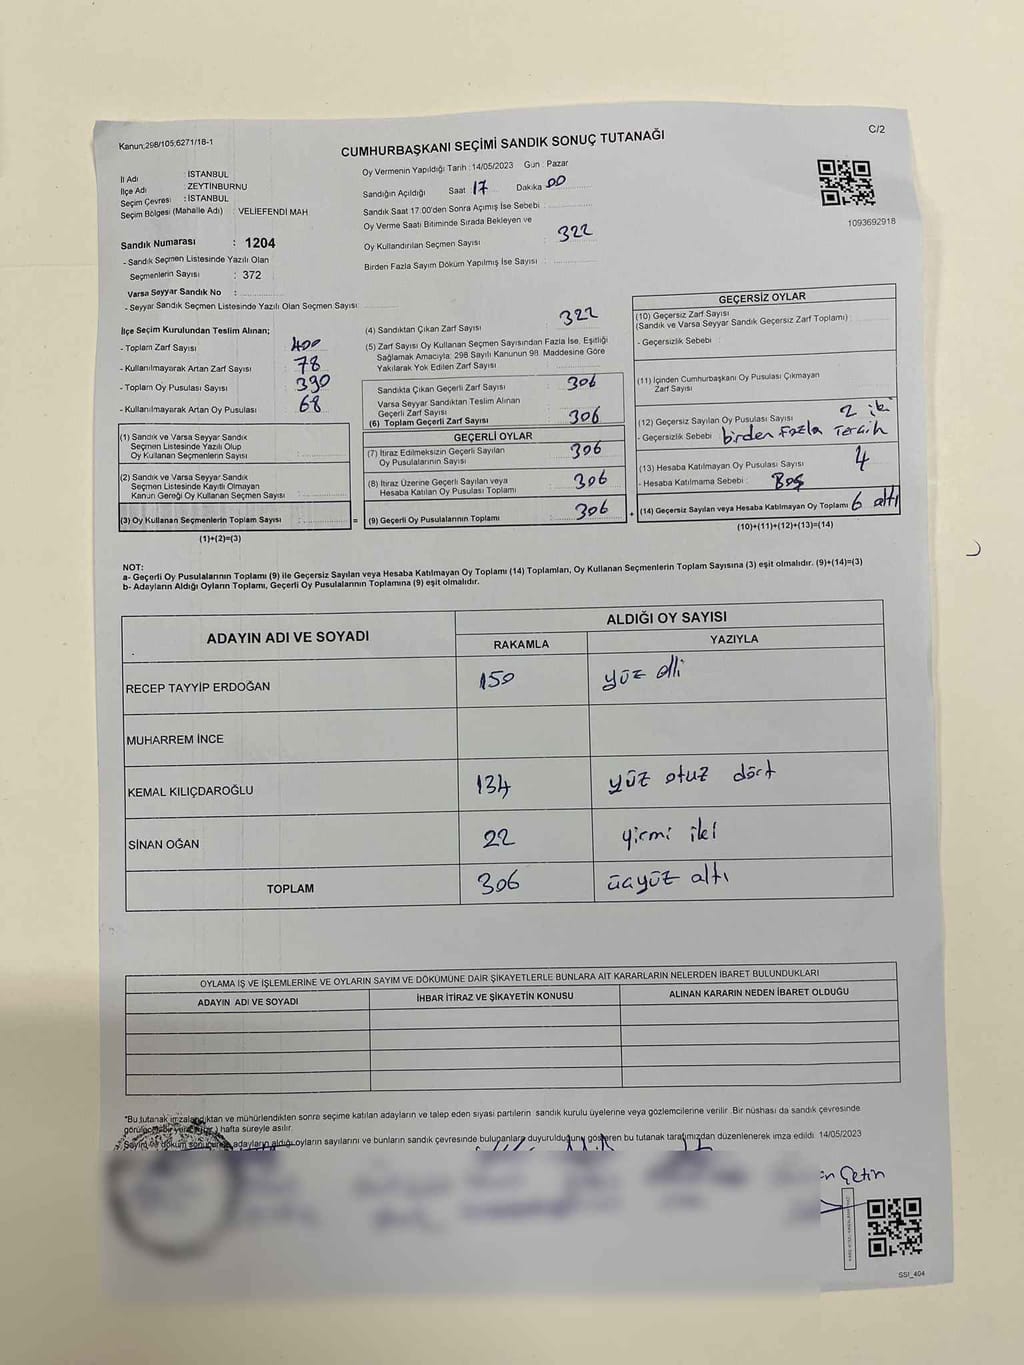 Kanun:298/105;6271/18-1
C/2
CUMHURBAŞKANI SEÇİMİ SANDIK SONUÇ TUTANAĞI
İl Adı : İSTANBUL
İlçe Adı : ZEYTİNBURNU
Seçim Çevresi : İSTANBUL
Seçim Bölgesi (Mahalle Adı) : VELİEFENDİ MAH
Sandık Numarası : 1204
- Sandık Seçmen Listesinde Yazılı Olan
Seçmenlerin Sayısı : 372
Varsa Seyyar Sandık No :
- Seyyar Sandık Seçmen Listesinde Yazılı Olan Seçmen Sayısı:
Oy Vermenin Yapıldığı Tarih :14/05/2023 Gün : Pazar
Sandığın Açıldığı Saat 17 Dakika 00
Sandık Saat 17:00'den Sonra Açımış İse Sebebi :
Oy Verme Saati Bitiminde Sırada Bekleyen ve
Oy Kullandırılan Seçmen Sayısı 322
Birden Fazla Sayım Döküm Yapılmış İse Sayısı :
1093692918
İlçe Seçim Kurulundan Teslim Alınan;
- Toplam Zarf Sayısı 400
- Kullanılmayarak Artan Zarf Sayısı 78
- Toplam Oy Pusulası Sayısı 390
- Kullanılmayarak Artan Oy Pusulası 68
(1) Sandık ve Varsa Seyyar Sandık
Seçmen Listesinde Yazılı Olup
Oy Kullanan Seçmenlerin Sayısı
(2) Sandık ve Varsa Seyyar Sandık
Seçmen Listesinde Kayıtlı Olmayan
Kanun Gereği Oy Kullanan Seçmen Sayısı :
(3) Oy Kullanan Seçmenlerin Toplam Sayısı :
(1)+(2)=(3)
(4) Sandıktan Çıkan Zarf Sayısı 322
(5) Zarf Sayısı Oy Kullanan Seçmen Sayısından Fazla İse, Eşitliği
Sağlamak Amacıyla; 298 Sayılı Kanunun 98. Maddesine Göre
Yakılarak Yok Edilen Zarf Sayısı
Sandıkta Çıkan Geçerli Zarf Sayısı 306
Varsa Seyyar Sandıktan Teslim Alınan
Geçerli Zarf Sayısı
(6) Toplam Geçerli Zarf Sayısı 306
GEÇERLİ OYLAR
(7) İtiraz Edilmeksizin Geçerli Sayılan
Oy Pusulalarının Sayısı 306
(8) İtiraz Üzerine Geçerli Sayılan veya
Hesaba Katılan Oy Pusulası Toplamı 306
= (9) Geçerli Oy Pusulalarının Toplamı 306
GEÇERSİZ OYLAR
(10) Geçersiz Zarf Sayısı
(Sandık ve Varsa Seyyar Sandık Geçersiz Zarf Toplamı) :
- Geçersizlik Sebebi :
(11) İçinden Cumhurbaşkanı Oy Pusulası Çıkmayan
Zarf Sayısı
(12) Geçersiz Sayılan Oy Pusulası Sayısı 2 iki
- Geçersizlik Sebebi : birden Fazla Tercih
(13) Hesaba Katılmayan Oy Pusulası Sayısı 4
- Hesaba Katılmama Sebebi : Boş
+ (14) Geçersiz Sayılan veya Hesaba Katılmayan Oy Toplamı 6 altı
(10)+(11)+(12)+(13)=(14)
NOT:
a- Geçerli Oy Pusulalarının Toplamı (9) ile Geçersiz Sayılan veya Hesaba Katılmayan Oy Toplamı (14) Toplamları, Oy Kullanan Seçmenlerin Toplam Sayısına (3) eşit olmalıdır. (9)+(14)=(3)
b- Adayların Aldığı Oyların Toplamı, Geçerli Oy Pusulalarının Toplamına (9) eşit olmalıdır.
ADAYIN ADI VE SOYADI
ALDIĞI OY SAYISI
RAKAMLA YAZIYLA
RECEP TAYYİP ERDOĞAN 150 yüz elli
MUHARREM İNCE
KEMAL KILIÇDAROĞLU 134 yüz otuz dört
SİNAN OĞAN 22 yirmi iki
TOPLAM 306 üçyüz altı
OYLAMA İŞ VE İŞLEMLERİNE VE OYLARIN SAYIM VE DÖKÜMÜNE DAİR ŞİKAYETLERLE BUNLARA AİT KARARLARIN NELERDEN İBARET BULUNDUKLARI
ADAYIN ADI VE SOYADI İHBAR İTİRAZ VE ŞİKAYETİN KONUSU ALINAN KARARIN NEDEN İBARET OLDUĞU
*Bu tutanak imzalandıktan ve mühürlendikten sonra seçime katılan adayların ve talep eden siyasi partilerin sandık kurulu üyelerine veya gözlemcilerine verilir. Bir nüshası da sandık çevresinde
görülecek bir yere (1) hafta süreyle asılır.
Sayım ve döküm sonucunda adayların aldığı oyların sayılarını ve bunların sandık çevresinde bulunanlara duyurulduğunu gösteren bu tutanak tarafımızdan düzenlenerek imza edildi. 14/05/2023
Çetin
SSI_404